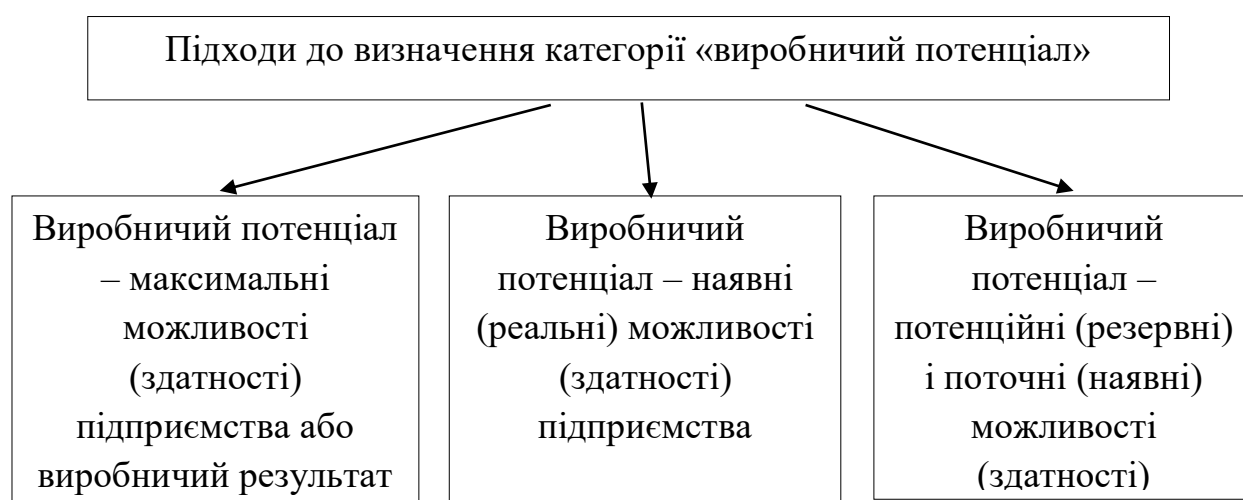 Підходи до визначення категорії «виробничий потенціал»
Виробничий потенціал
– максимальні
можливості
(здатності)
підприємства або
виробничий результат
Виробничий
потенціал – наявні
(реальні) можливості
(здатності)
підприємства
Виробничий
потенціал –
потенційні (резервні)
і поточні (наявні)
можливості
(здатності)